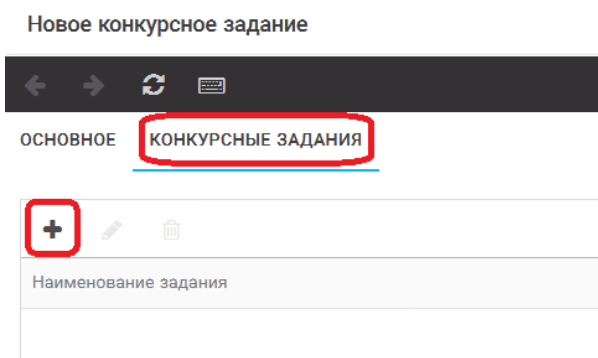 Новое конкурсное задание
ОСНОВНОЕ КОНКУРСНЫЕ ЗАДАНИЯ
Наименование задания